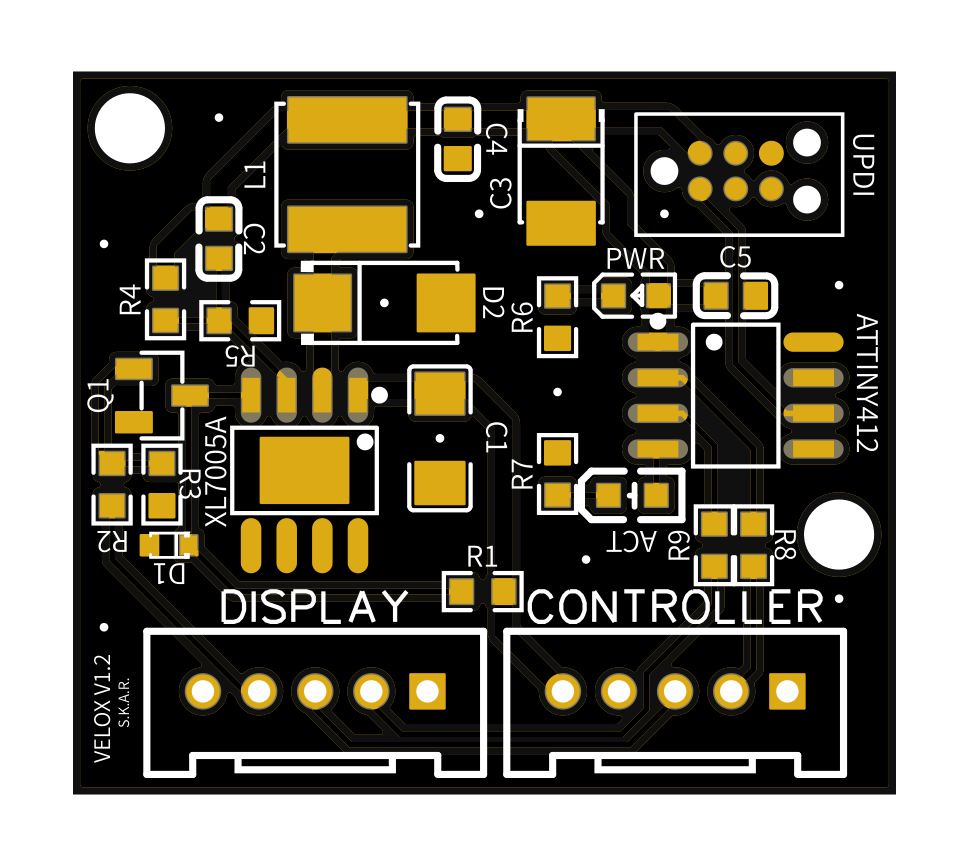 C4
UPDI
L1
C3
C2
PWR
C5
R4
D2
R6
R5
ATTINY412
Q1
C1
XL7005A
R7
R3
R2
ACT
R9
R8
D1
R1
DISPLAY
CONTROLLER
VELOX V1.2
S.K.A.R.